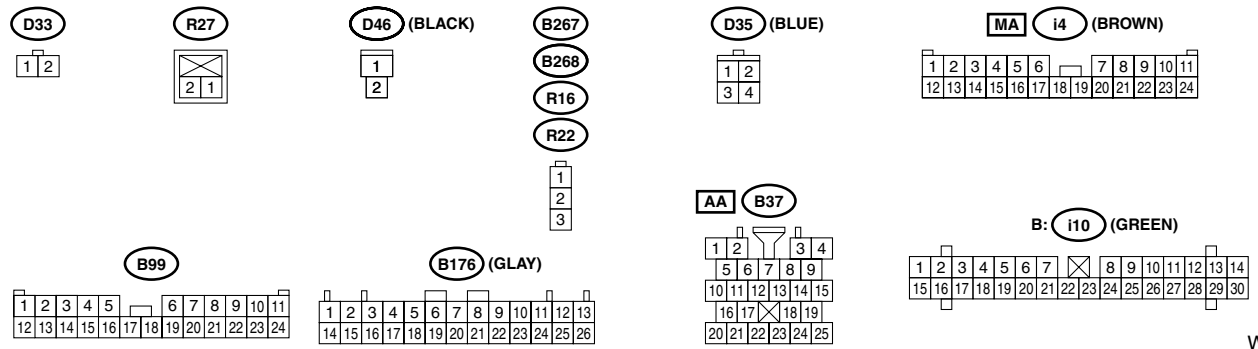 D33
1 2
R27
2 1
D46 (BLACK)
1
2
B267
B268
R16
R22
1
2
3
D35 (BLUE)
1 2
3 4
MA i4 (BROWN)
1 2 3 4 5 6 7 8 9 10 11
12 13 14 15 16 17 18 19 20 21 22 23 24
B99
1 2 3 4 5 6 7 8 9 10 11
12 13 14 15 16 17 18 19 20 21 22 23 24
B176 (GLAY)
1 2 3 4 5 6 7 8 9 10 11 12 13
14 15 16 17 18 19 20 21 22 23 24 25 26
AA B37
1 2 3 4
5 6 7 8 9
10 11 12 13 14 15
16 17 18 19
20 21 22 23 24 25
B: i10 (GREEN)
1 2 3 4 5 6 7 8 9 10 11 12 13 14
15 16 17 18 19 20 21 22 23 24 25 26 27 28 29 30